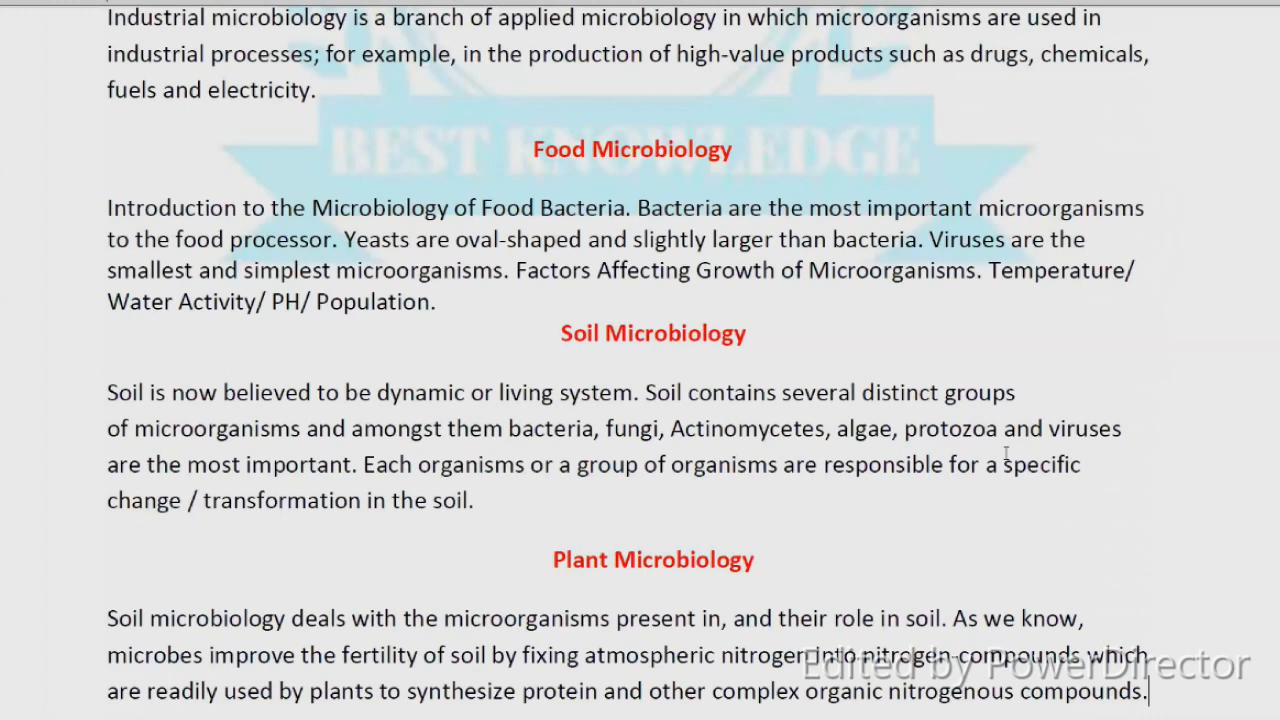 Industrial microbiology is a branch of applied microbiology in which microorganisms are used in
industrial processes; for example, in the production of high-value products such as drugs, chemicals,
fuels and electricity.
BEST KNOWLEDGE
Food Microbiology
Introduction to the Microbiology of Food Bacteria. Bacteria are the most important microorganisms
to the food processor. Yeasts are oval-shaped and slightly larger than bacteria. Viruses are the
smallest and simplest microorganisms. Factors Affecting Growth of Microorganisms. Temperature/
Water Activity/ PH/ Population.
Soil Microbiology
Soil is now believed to be dynamic or living system. Soil contains several distinct groups
of microorganisms and amongst them bacteria, fungi, Actinomycetes, algae, protozoa and viruses
are the most important. Each organisms or a group of organisms are responsible for a specific
change / transformation in the soil.
Plant Microbiology
Soil microbiology deals with the microorganisms present in, and their role in soil. As we know,
microbes improve the fertility of soil by fixing atmospheric nitrogen into nitrogen compounds which
Edited by PowerDirector
are readily used by plants to synthesize protein and other complex organic nitrogenous compounds.